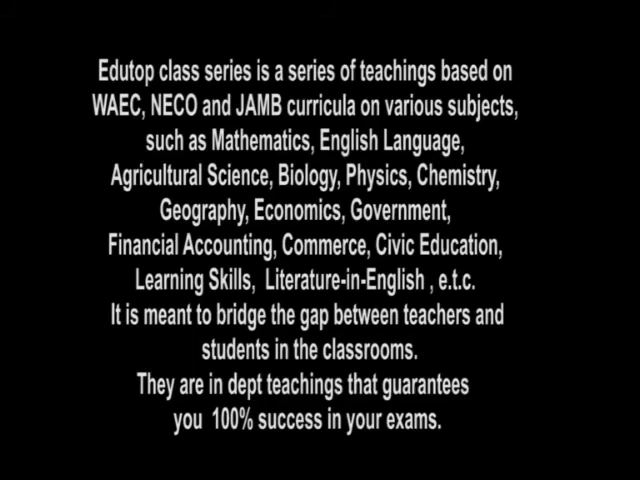 Edutop class series is a series of teachings based on
WAEC, NECO and JAMB curricula on various subjects,
such as Mathematics, English Language,
Agricultural Science, Biology, Physics, Chemistry,
Geography, Economics, Government,
Financial Accounting, Commerce, Civic Education,
Learning Skills,  Literature-in-English , e.t.c.
It is meant to bridge the gap between teachers and
students in the classrooms.
They are in dept teachings that guarantees
you  100% success in your exams.